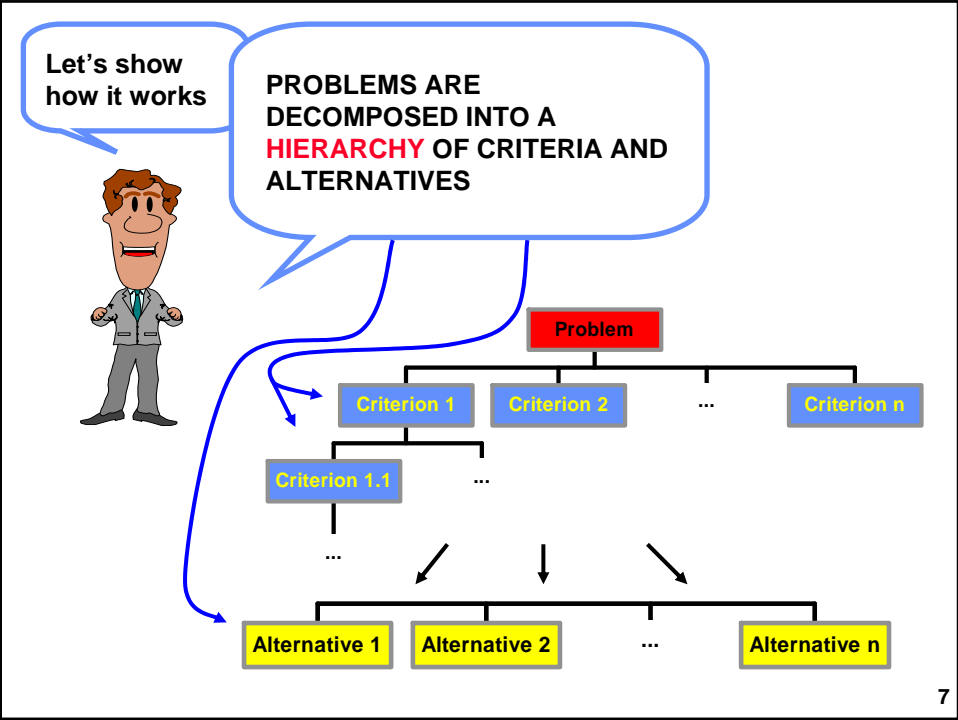 Let's show
how it works
PROBLEMS ARE
DECOMPOSED INTO A
HIERARCHY OF CRITERIA AND
ALTERNATIVES
Problem
Criterion 1
Criterion 2
...
Criterion n
Criterion 1.1
...
...
Alternative 1
Alternative 2
...
Alternative n
7